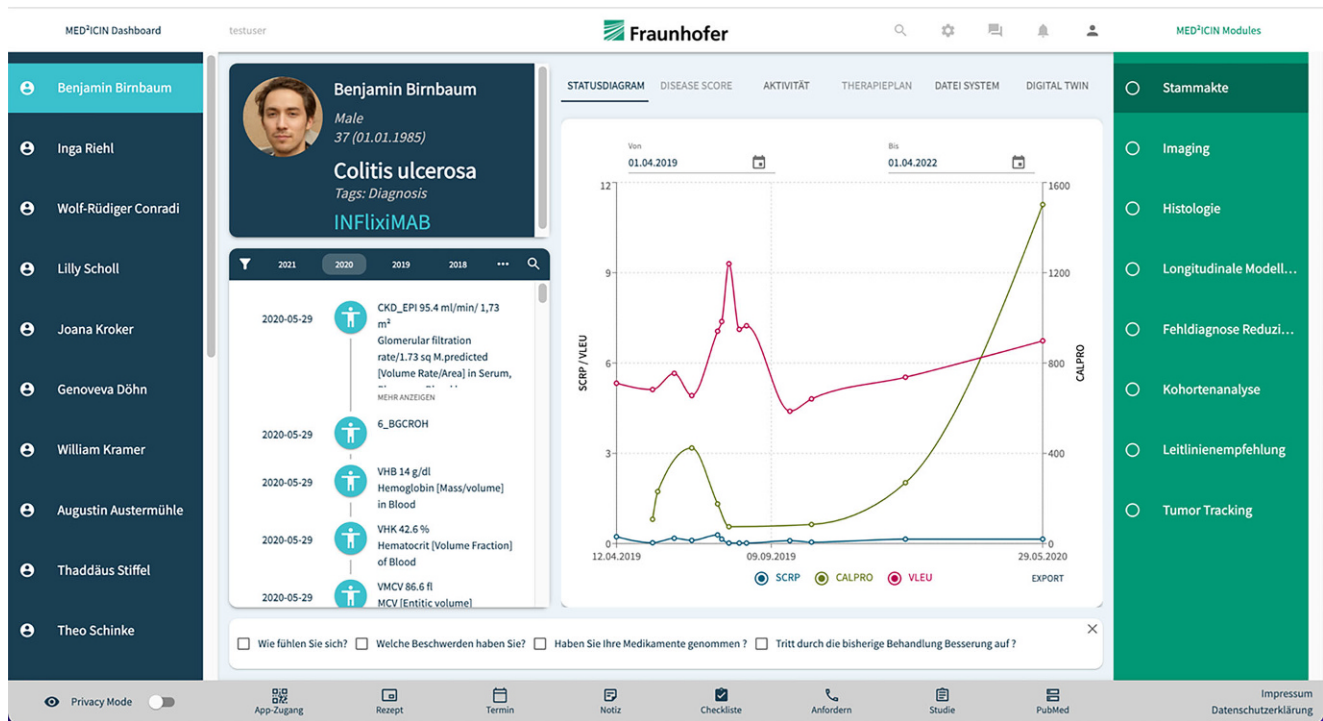 MED²ICIN Dashboard
testuser
Fraunhofer
MED²ICIN Modules
Benjamin Birnbaum
Inga Riehl
Wolf-Rüdiger Conradi
Lilly Scholl
Joana Kroker
Genoveva Döhn
William Kramer
Augustin Austermühle
Thaddäus Stiffel
Theo Schinke
Benjamin Birnbaum
Male
37 (01.01.1985)
Colitis ulcerosa
Tags: Diagnosis
INFlixiMAB
2021 2020 2019 2018
2020-05-29
CKD_EPI 95.4 ml/min/ 1,73
m²
Glomerular filtration
rate/1.73 sq M.predicted
[Volume Rate/Area] in Serum,
MEHR ANZEIGEN
2020-05-29
6_BGCROH
2020-05-29
VHB 14 g/dl
Hemoglobin [Mass/volume]
in Blood
2020-05-29
VHK 42.6 %
Hematocrit [Volume Fraction]
of Blood
2020-05-29
VMCV 86.6 fl
MCV [Entitic volume]
STATUSDIAGRAM DISEASE SCORE AKTIVITÄT THERAPIEPLAN DATEI SYSTEM DIGITAL TWIN
Von
01.04.2019
Bis
01.04.2022
12
9
6
3
0
SCRP / VLEU
1600
1200
800
400
0
CALPRO
12.04.2019 09.09.2019 29.05.2020
SCRP CALPRO VLEU
EXPORT
Wie fühlen Sie sich? Welche Beschwerden haben Sie? Haben Sie Ihre Medikamente genommen ? Tritt durch die bisherige Behandlung Besserung auf ?
Stammakte
Imaging
Histologie
Longitudinale Modell...
Fehldiagnose Reduzi...
Kohortenanalyse
Leitlinienempfehlung
Tumor Tracking
Privacy Mode
App-Zugang Rezept Termin Notiz Checkliste Anfordern Studie PubMed
Impressum
Datenschutzerklärung